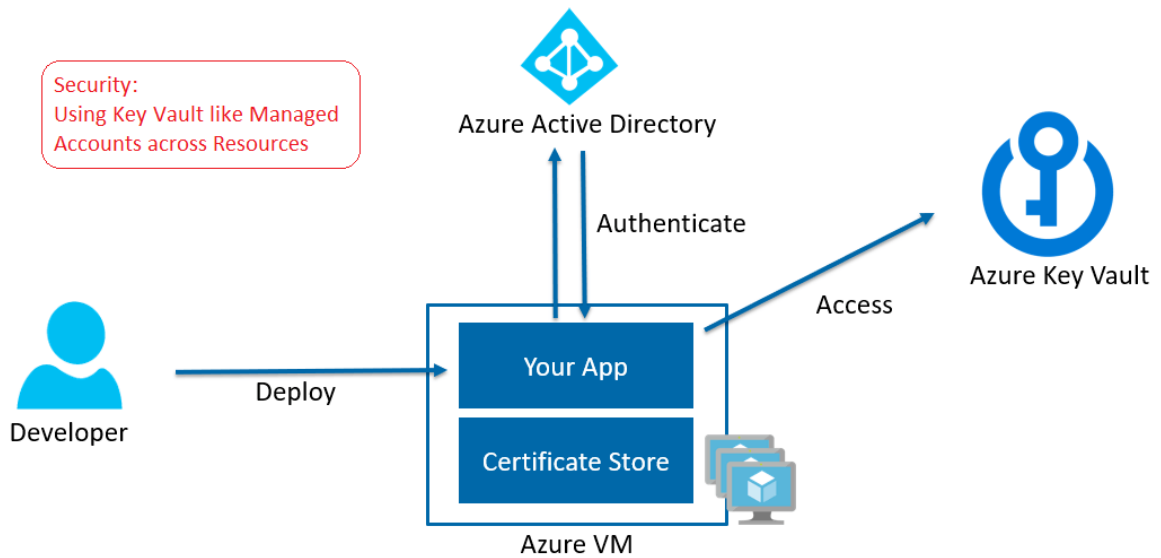 Security:
Using Key Vault like Managed
Accounts across Resources
Azure Active Directory
Authenticate
Azure Key Vault
Access
Your App
Deploy
Developer
Certificate Store
Azure VM